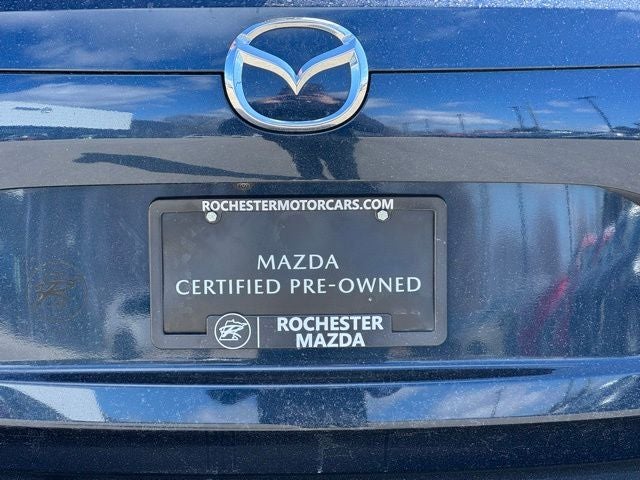 ROCHESTERMOTORCARS.COM
MAZDA
CERTIFIED PRE-OWNED
ROCHESTER
MAZDA